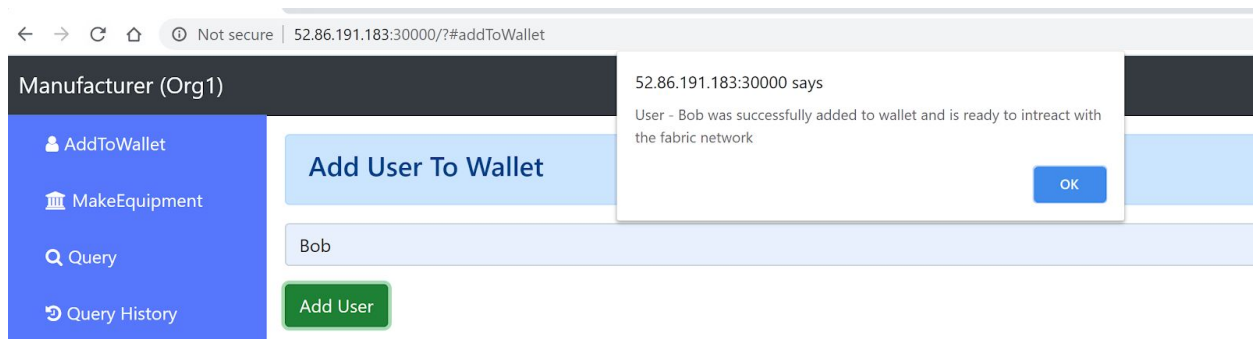 Not secure | 52.86.191.183:30000/?#addToWallet
Manufacturer (Org1)
52.86.191.183:30000 says
User - Bob was successfully added to wallet and is ready to intreact with
the fabric network
OK
AddToWallet
MakeEquipment
Query
Query History
Add User To Wallet
Bob
Add User